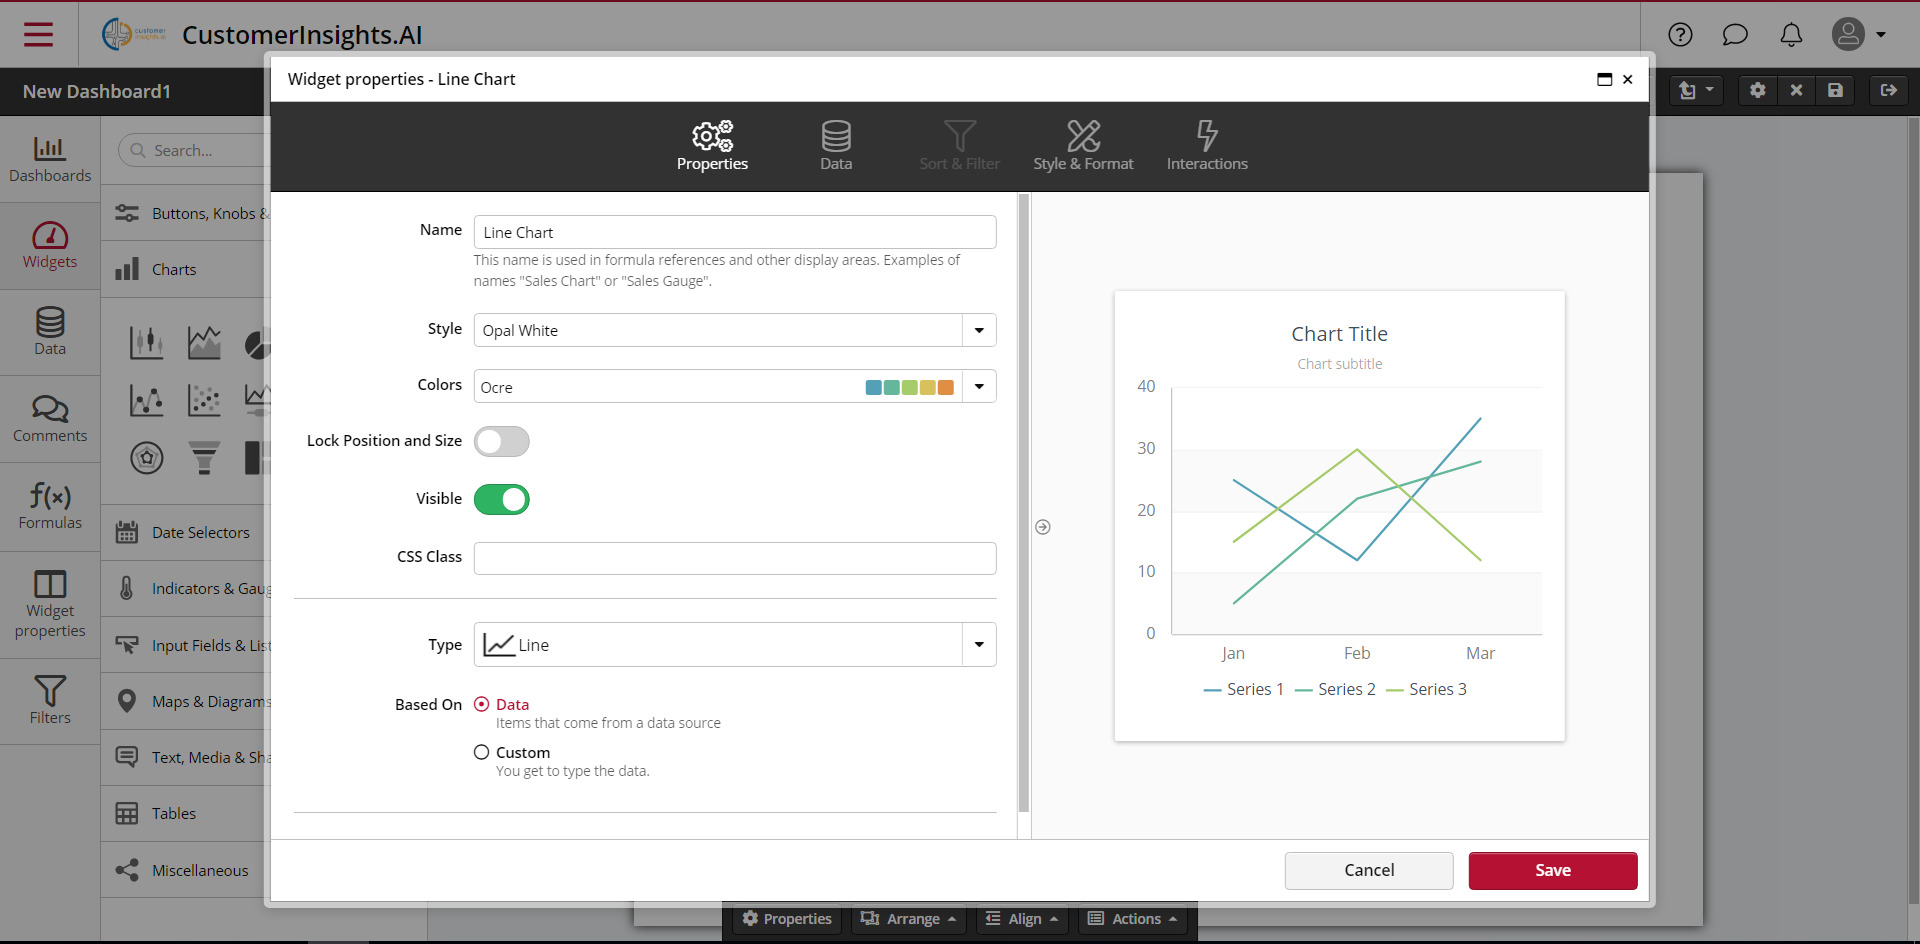 customer
insights.ai
CustomerInsights.AI
New Dashboard1
Dashboards
Widgets
Data
Comments
Formulas
Widget
properties
Filters
Search...
Buttons, Knobs &
Charts
Date Selectors
Indicators & Gaug
Input Fields & List
Maps & Diagrams
Text, Media & Sha
Tables
Miscellaneous
Widget properties - Line Chart
Properties
Data
Sort & Filter
Style & Format
Interactions
Name
Line Chart
This name is used in formula references and other display areas. Examples of
names "Sales Chart" or "Sales Gauge".
Style
Opal White
Colors
Ocre
Lock Position and Size
Visible
CSS Class
Type
Line
Based On
Data
Items that come from a data source
Custom
You get to type the data.
Chart Title
Chart subtitle
40
30
20
10
0
Jan
Feb
Mar
Series 1
Series 2
Series 3
Cancel
Save
Properties
Arrange
Align
Actions